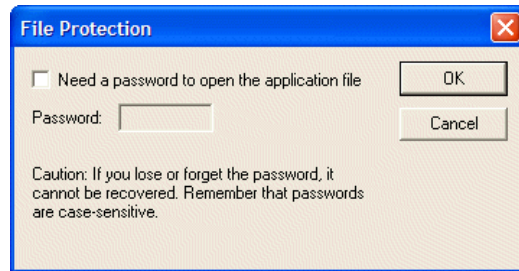 File Protection
Need a password to open the application file
OK
Password:
Cancel
Caution: If you lose or forget the password, it
cannot be recovered. Remember that passwords
are case-sensitive.